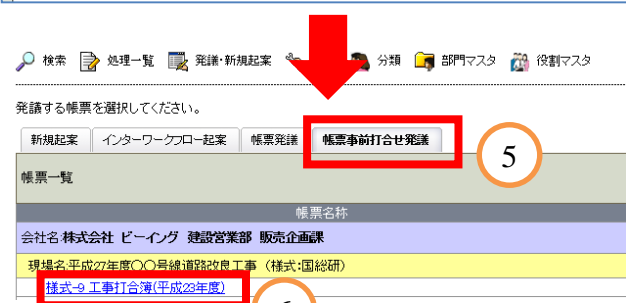 検索 処理一覧 発議・新規起案 分類 部門マスタ 役割マスタ
発議する帳票を選択してください。
新規起案 インターワークフロー起案 帳票発議 帳票事前打合せ発議
5
帳票一覧
帳票名称
会社名:株式会社 ビーイング 建設営業部 販売企画課
現場名:平成27年度〇〇号線道路改良工事 (様式:国総研)
様式-9 工事打合簿(平成23年度)